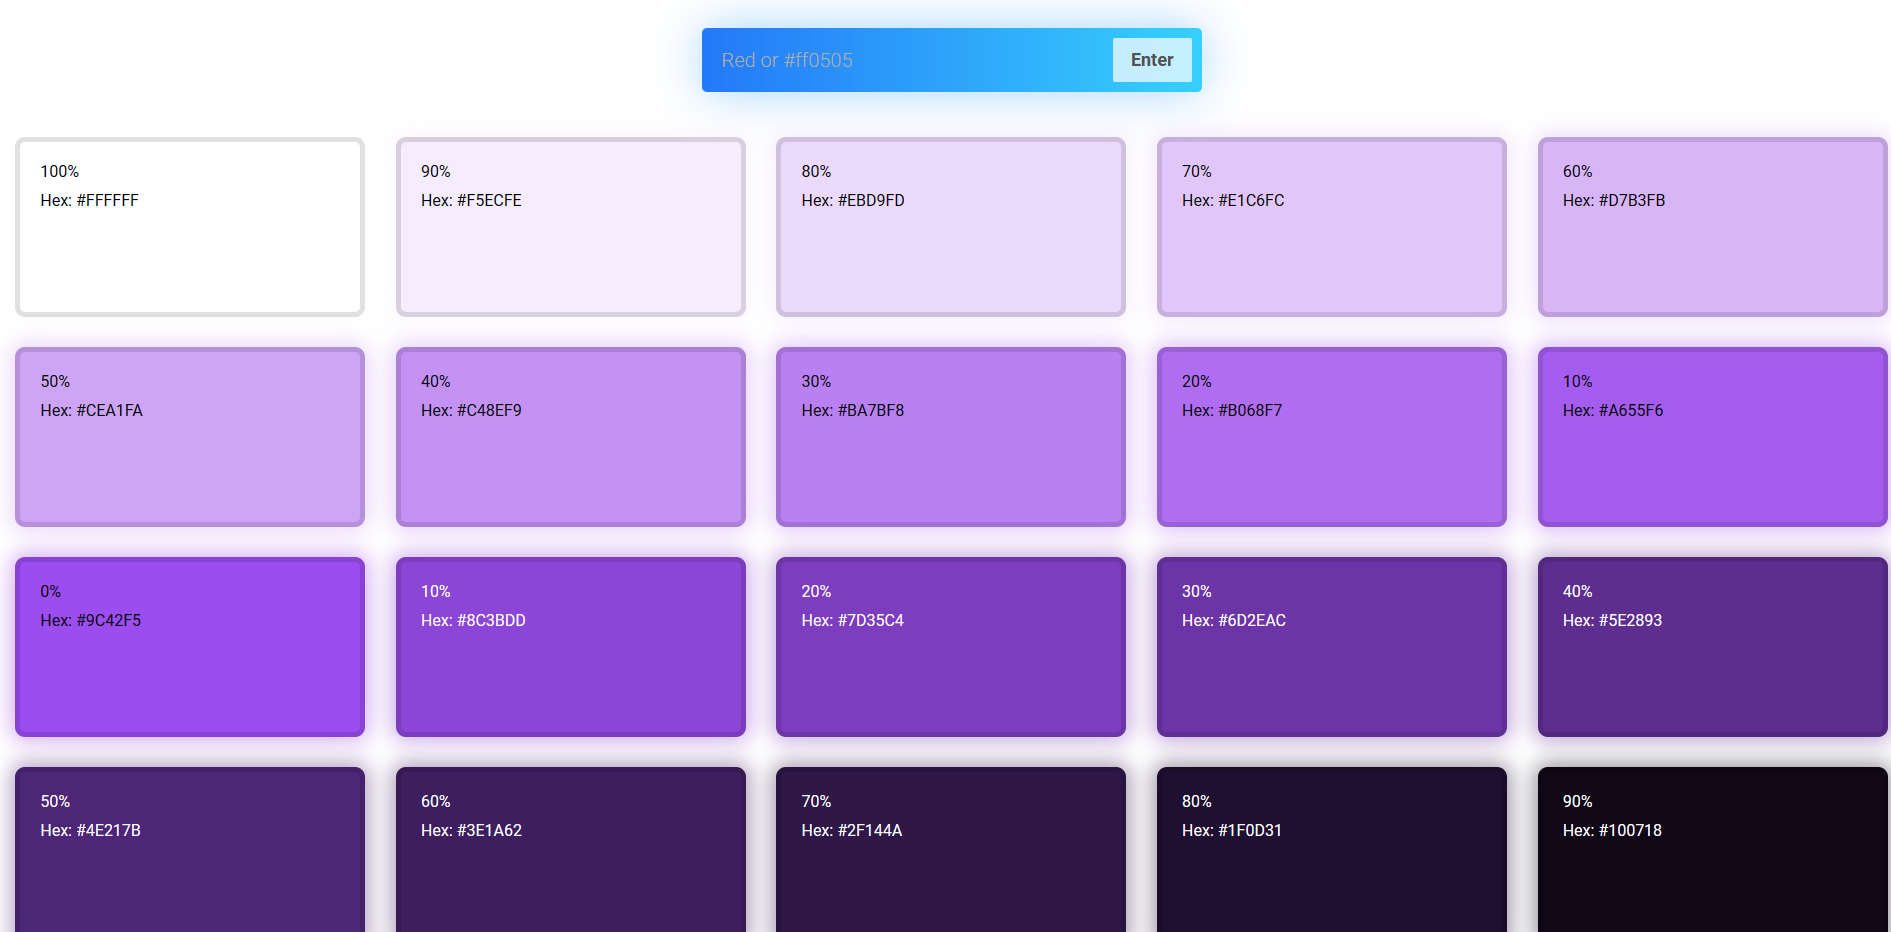 Red or #ff0505
Enter
100%
Hex: #FFFFFF
90%
Hex: #F5ECFE
80%
Hex: #EBD9FD
70%
Hex: #E1C6FC
60%
Hex: #D7B3FB
50%
Hex: #CEA1FA
40%
Hex: #C48EF9
30%
Hex: #BA7BF8
20%
Hex: #B068F7
10%
Hex: #A655F6
0%
Hex: #9C42F5
10%
Hex: #8C3BDD
20%
Hex: #7D35C4
30%
Hex: #6D2EAC
40%
Hex: #5E2893
50%
Hex: #4E217B
60%
Hex: #3E1A62
70%
Hex: #2F144A
80%
Hex: #1F0D31
90%
Hex: #100718